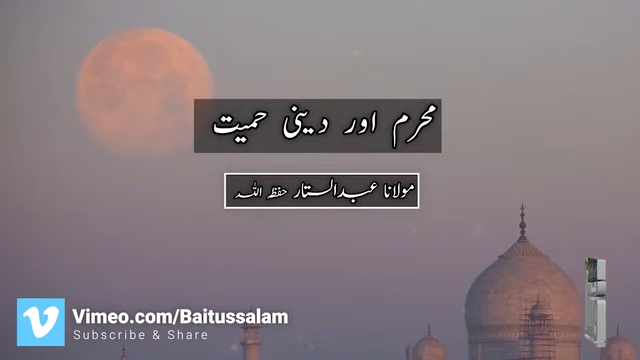 محرم اور دینی حمیت
مولانا عبدالستار حفظہ اللہ
Vimeo.com/Baitussalam
Subscribe & Share